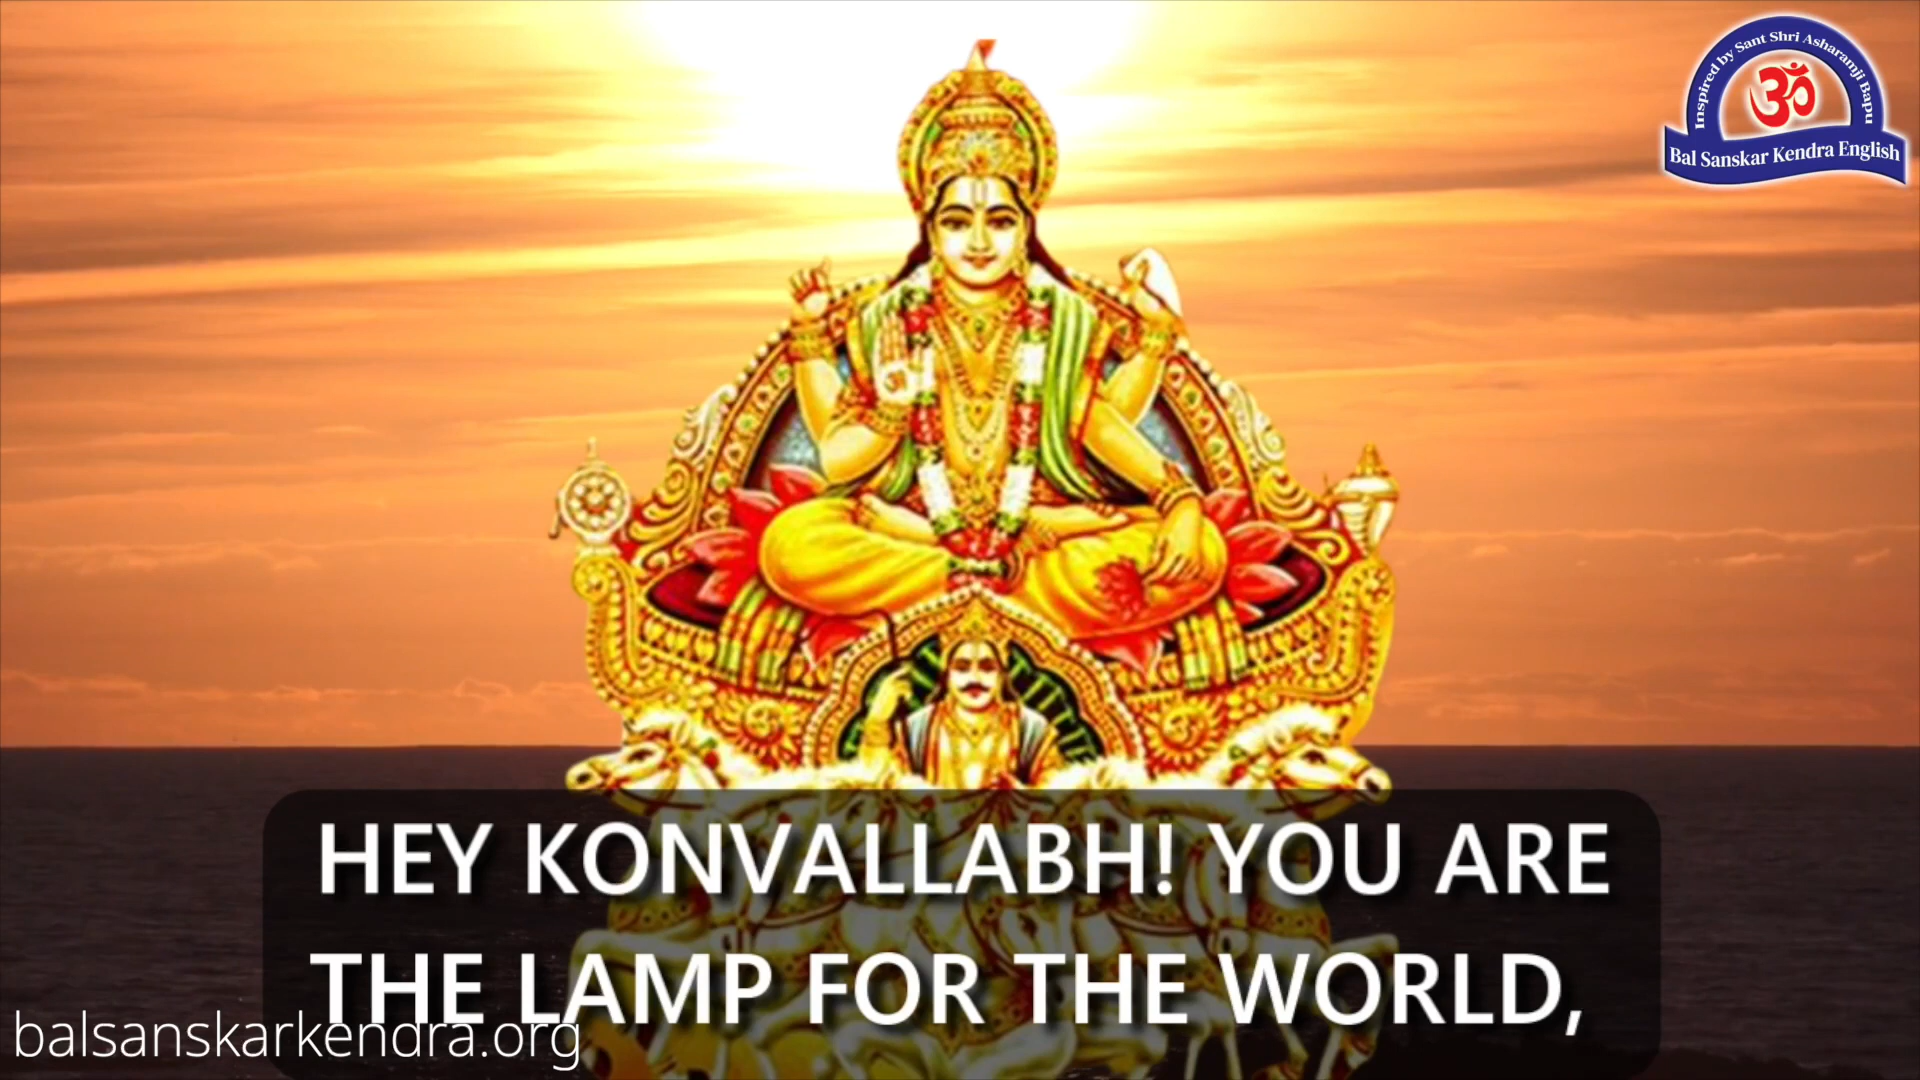 Inspired by Sant Shri Asharamji Bapu
ॐ
Bal Sanskar Kendra English
HEY KONVALLABH! YOU ARE
THE LAMP FOR THE WORLD,
balsanskarkendra.org